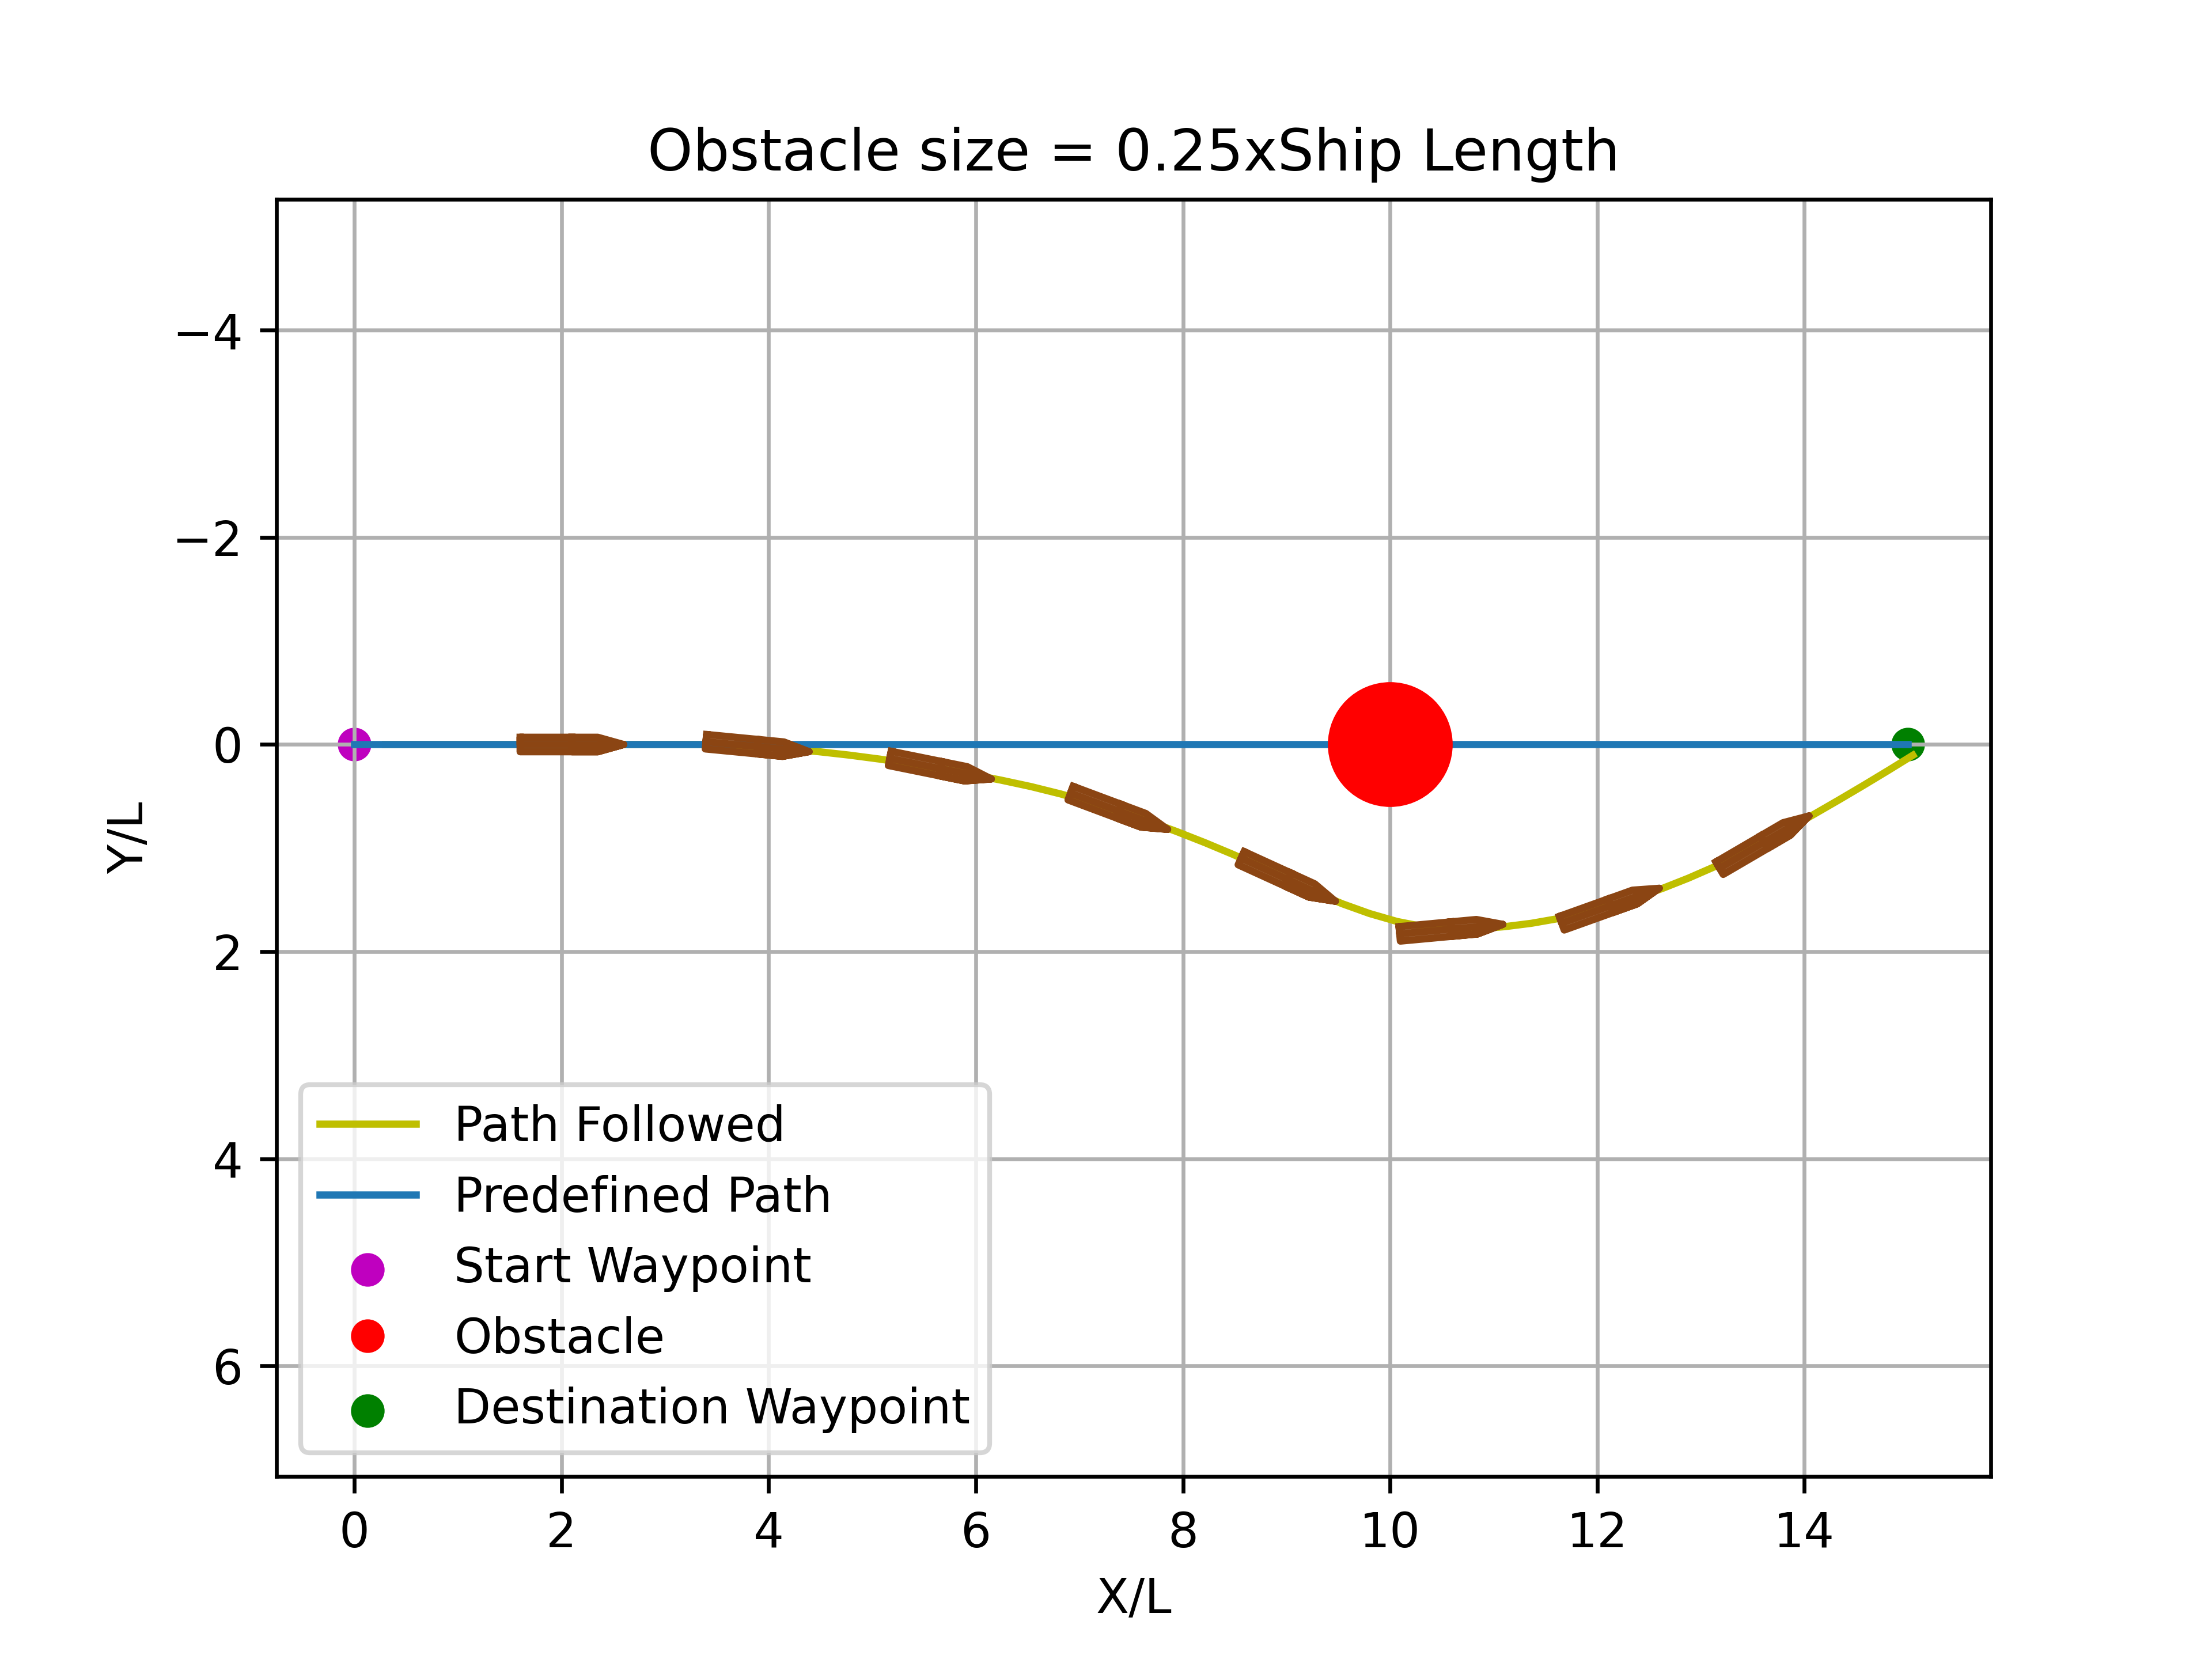 Obstacle size = 0.25xShip Length
−4
−2
0
2
4
6
Y/L
Path Followed
Predefined Path
Start Waypoint
Obstacle
Destination Waypoint
0 2 4 6 8 10 12 14
X/L